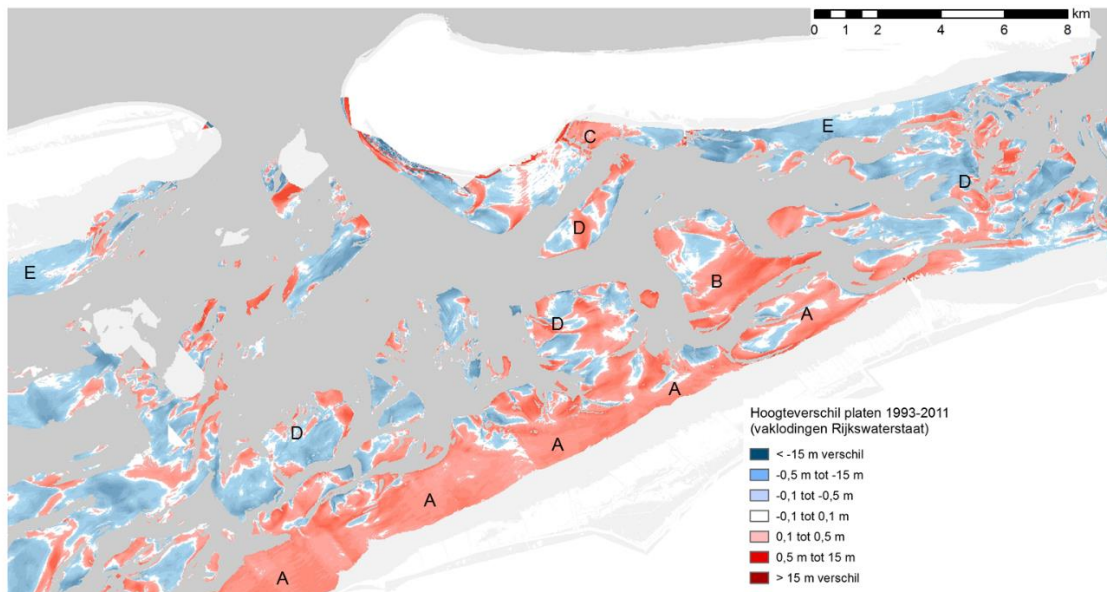 km
0 1 2 4 6 8
C
E
D
D
E
B
A
D
A
D
A
A
A
Hoogteverschil platen 1993-2011
(vaklodingen Rijkswaterstaat)
< -15 m verschil
-0,5 m tot -15 m
-0,1 tot -0,5 m
-0,1 tot 0,1 m
0,1 tot 0,5 m
0,5 m tot 15 m
> 15 m verschil